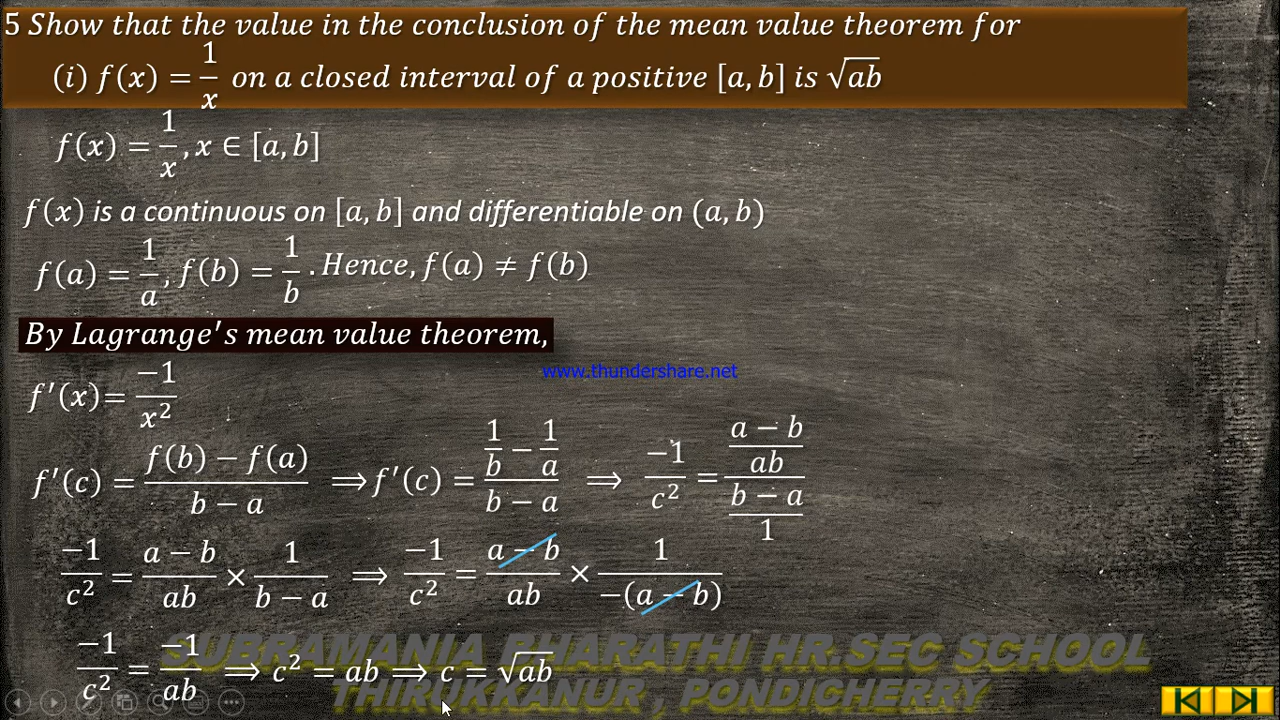 5 Show that the value in the conclusion of the mean value theorem for
(i) f(x) = 1/x on a closed interval of a positive [a, b] is √ab
f(x) = 1/x, x ∈ [a, b]
f(x) is a continuous on [a, b] and differentiable on (a, b)
f(a) = 1/a, f(b) = 1/b . Hence, f(a) ≠ f(b)
By Lagrange's mean value theorem,
www.thundershare.net
f′(x)= −1/x²
f′(c) = (f(b) − f(a))/(b − a) ⟹ f′(c) = (1/b − 1/a)/(b − a) ⟹ −1/c² = ((a − b)/ab)/((b − a)/1)
−1/c² = (a − b)/ab × 1/(b − a) ⟹ −1/c² = (a − b)/ab × 1/(−(a − b))
−1/c² = −1/ab ⟹ c² = ab ⟹ c = √ab
SUBRAMANIA BHARATHI HR SEC SCHOOL
THIRUKKANUR , PONDICHERRY